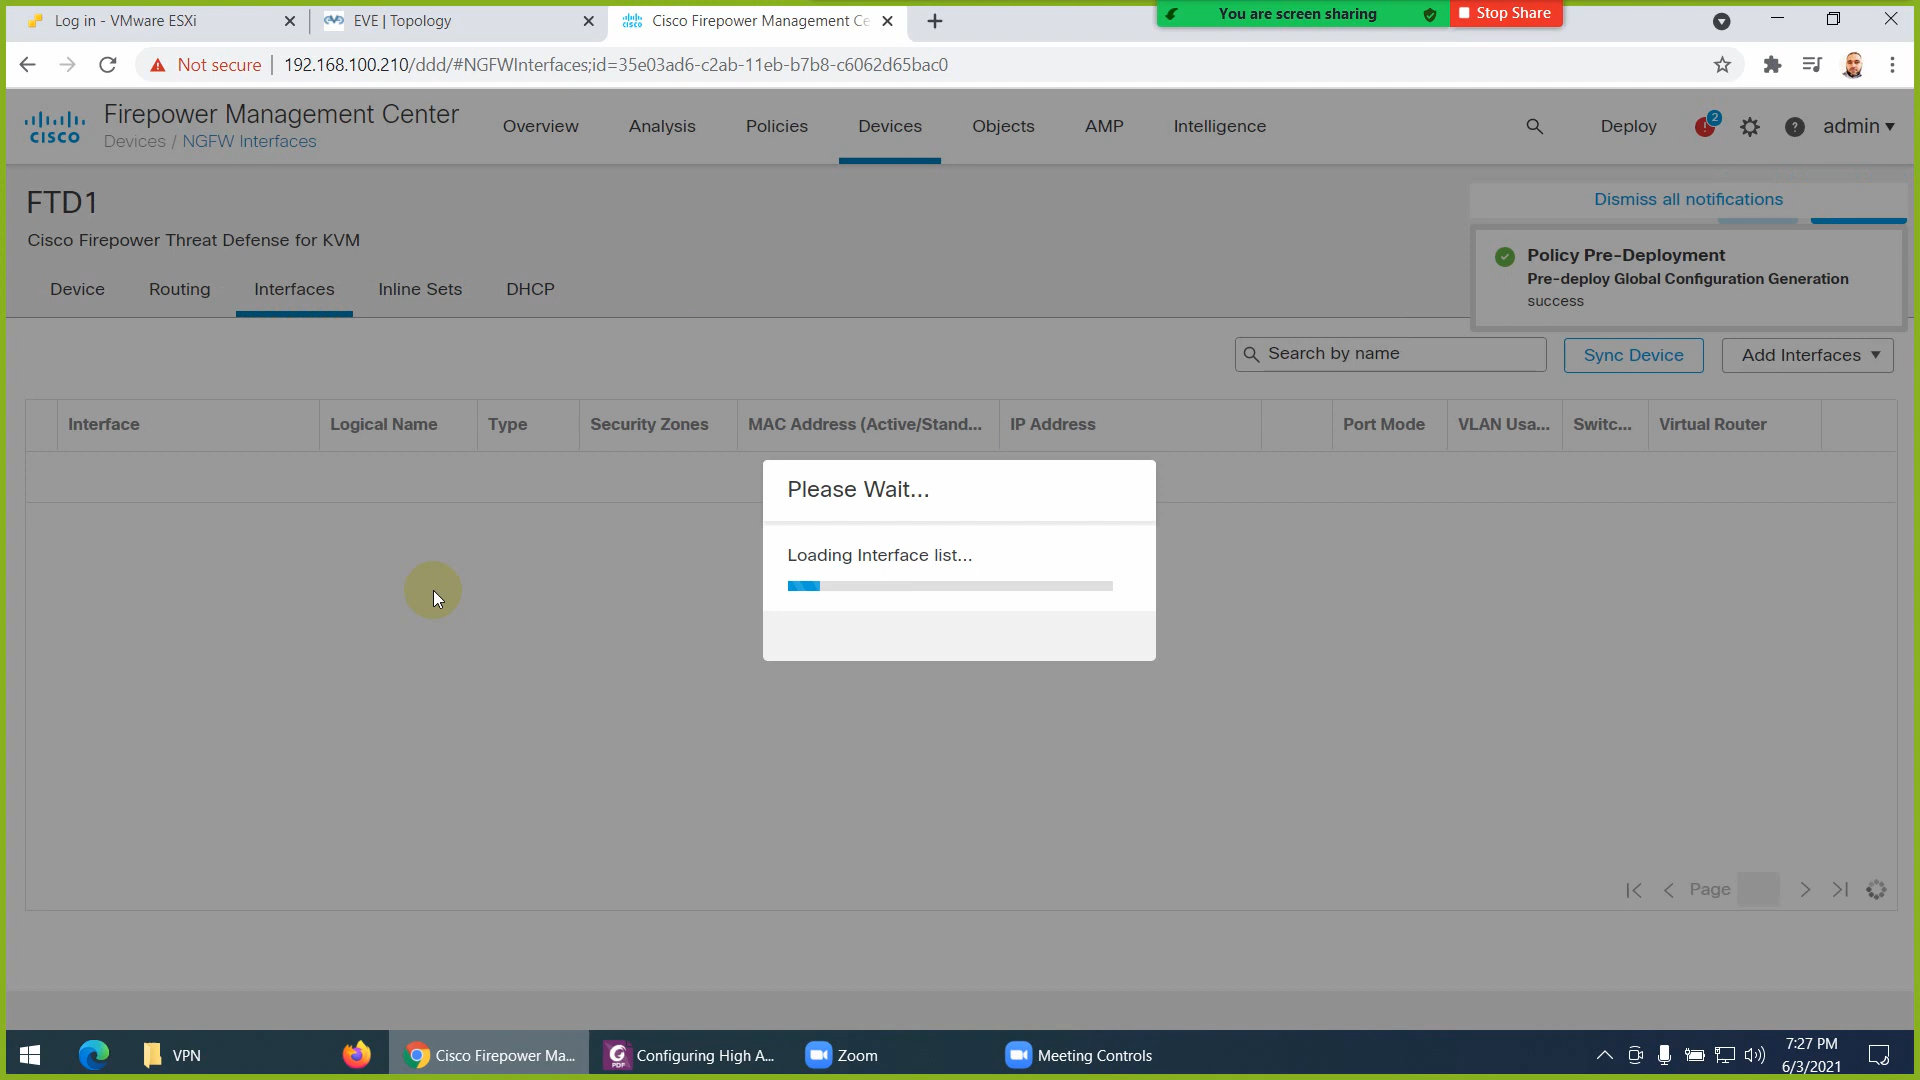 Log in - VMware ESXi
EVE | Topology
Cisco Firepower Management Ce
You are screen sharing
Stop Share
Not secure
192.168.100.210/ddd/#NGFWInterfaces;id=35e03ad6-c2ab-11eb-b7b8-c6062d65bac0
cisco
Firepower Management Center
Devices / NGFW Interfaces
Overview
Analysis
Policies
Devices
Objects
AMP
Intelligence
Deploy
2
admin
FTD1
Cisco Firepower Threat Defense for KVM
Dismiss all notifications
Policy Pre-Deployment
Pre-deploy Global Configuration Generation
success
Device
Routing
Interfaces
Inline Sets
DHCP
Search by name
Sync Device
Add Interfaces
Interface
Logical Name
Type
Security Zones
MAC Address (Active/Stand...
IP Address
Port Mode
VLAN Usa...
Switc...
Virtual Router
Please Wait...
Loading Interface list...
Page
VPN
Cisco Firepower Ma...
PDF
Configuring High A...
Zoom
Meeting Controls
7:27 PM
6/3/2021